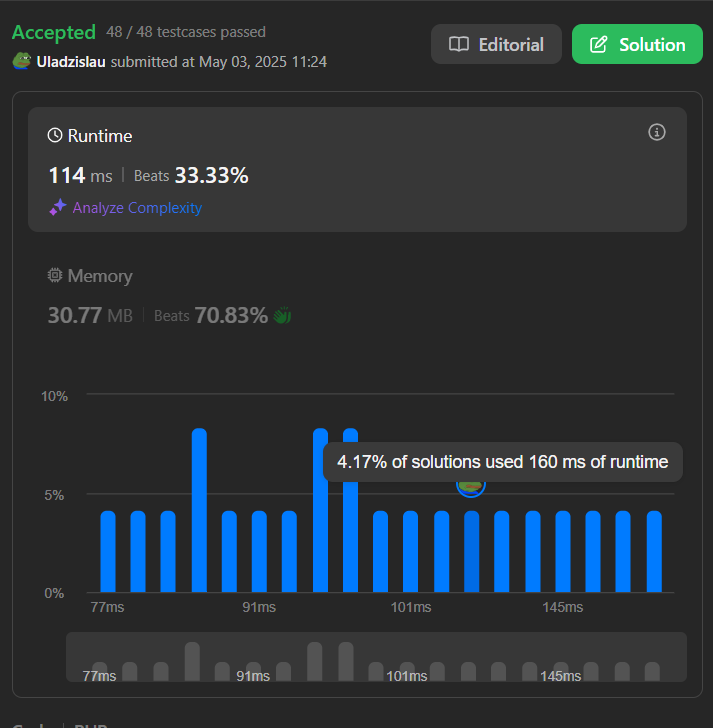 Accepted 48 / 48 testcases passed
Editorial
Solution
Uladzislau submitted at May 03, 2025 11:24
Runtime
114 ms | Beats 33.33%
Analyze Complexity
Memory
30.77 MB | Beats 70.83%
10%
4.17% of solutions used 160 ms of runtime
5%
0%
77ms 91ms 101ms 145ms
77ms 91ms 101ms 145ms